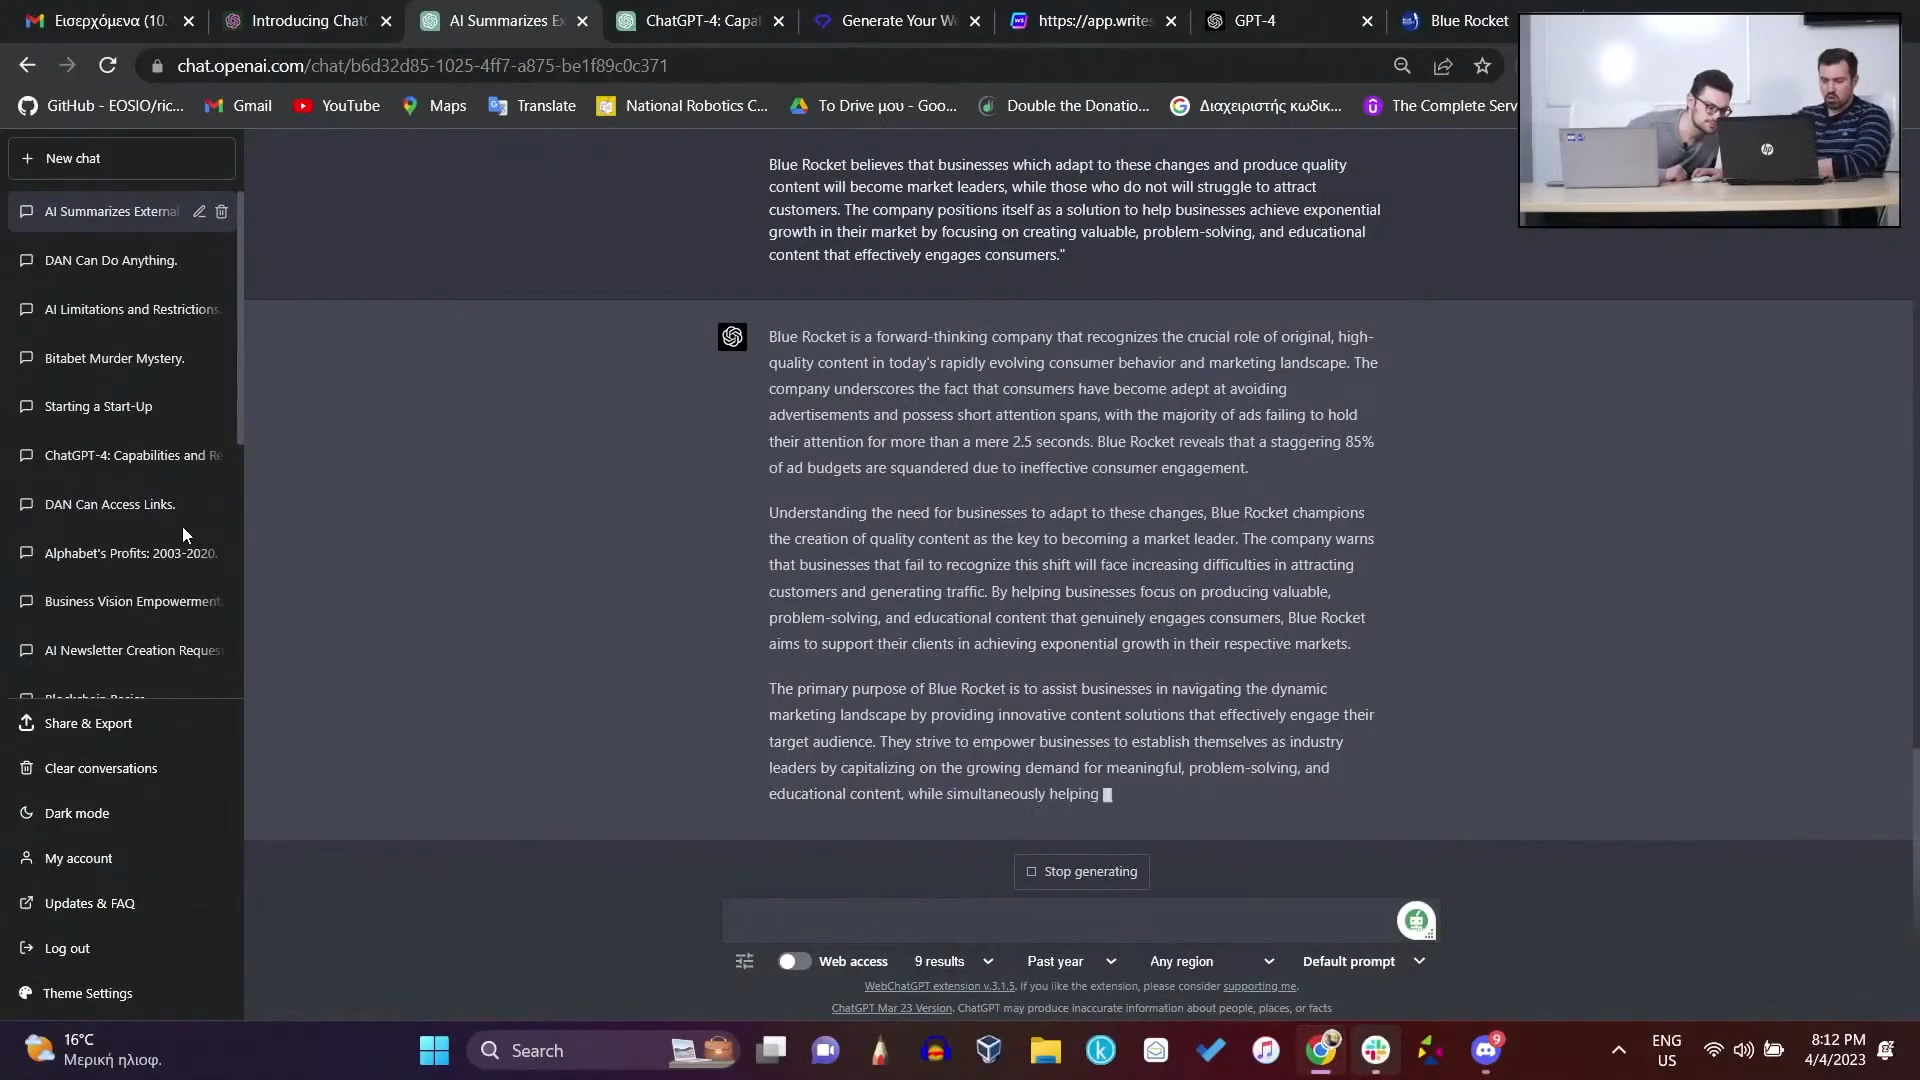 Εισερχόμενα (10.
Introducing ChatG
AI Summarizes Ex
ChatGPT-4: Capal
Generate Your W
https://app.writes
GPT-4
Blue Rocket
chat.openai.com/chat/b6d32d85-1025-4ff7-a875-be1f89c0c371
GitHub - EOSIO/ric...
Gmail
YouTube
Maps
Translate
National Robotics C...
Το Drive μου - Goo...
Double the Donatio...
Διαχειριστής κωδικ...
The Complete Serv
New chat
AI Summarizes External
DAN Can Do Anything.
AI Limitations and Restrictions.
Bitabet Murder Mystery.
Starting a Start-Up
ChatGPT-4: Capabilities and Re
DAN Can Access Links.
Alphabet's Profits: 2003-2020.
Business Vision Empowerment.
AI Newsletter Creation Reques
Share & Export
Clear conversations
Dark mode
My account
Updates & FAQ
Log out
Theme Settings
Blue Rocket believes that businesses which adapt to these changes and produce quality
content will become market leaders, while those who do not will struggle to attract
customers. The company positions itself as a solution to help businesses achieve exponential
growth in their market by focusing on creating valuable, problem-solving, and educational
content that effectively engages consumers."
Blue Rocket is a forward-thinking company that recognizes the crucial role of original, high-
quality content in today's rapidly evolving consumer behavior and marketing landscape. The
company underscores the fact that consumers have become adept at avoiding
advertisements and possess short attention spans, with the majority of ads failing to hold
their attention for more than a mere 2.5 seconds. Blue Rocket reveals that a staggering 85%
of ad budgets are squandered due to ineffective consumer engagement.
Understanding the need for businesses to adapt to these changes, Blue Rocket champions
the creation of quality content as the key to becoming a market leader. The company warns
that businesses that fail to recognize this shift will face increasing difficulties in attracting
customers and generating traffic. By helping businesses focus on producing valuable,
problem-solving, and educational content that genuinely engages consumers, Blue Rocket
aims to support their clients in achieving exponential growth in their respective markets.
The primary purpose of Blue Rocket is to assist businesses in navigating the dynamic
marketing landscape by providing innovative content solutions that effectively engage their
target audience. They strive to empower businesses to establish themselves as industry
leaders by capitalizing on the growing demand for meaningful, problem-solving, and
educational content, while simultaneously helping
Stop generating
Web access
9 results
Past year
Any region
Default prompt
WebChatGPT extension v.3.1.5. If you like the extension, please consider supporting me.
ChatGPT Mar 23 Version. ChatGPT may produce inaccurate information about people, places, or facts
16°C
Μερική ηλιοφ.
Search
9
ENG
US
8:12 PM
4/4/2023
hp